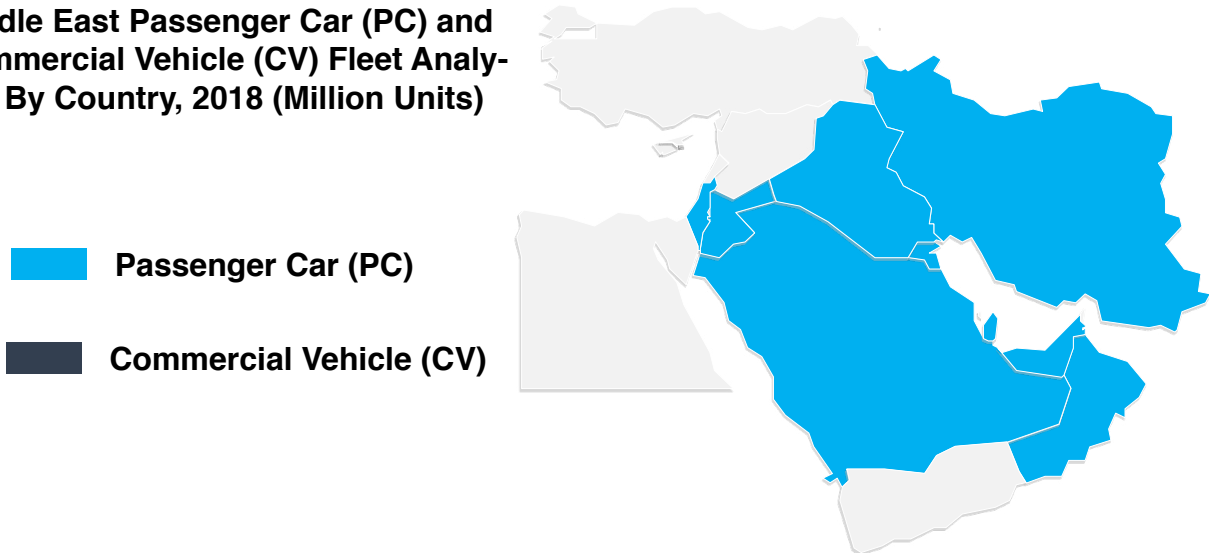 dle East Passenger Car (PC) and
mmercial Vehicle (CV) Fleet Analy-
By Country, 2018 (Million Units)
Passenger Car (PC)
Commercial Vehicle (CV)